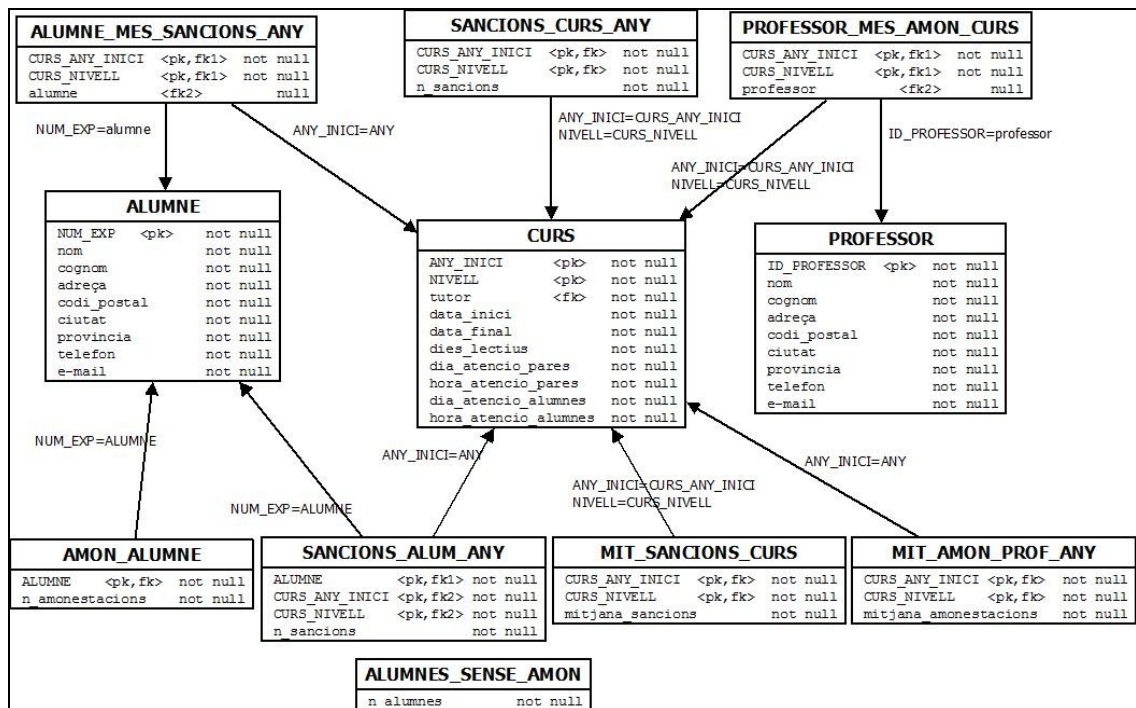 ALUMNE_MES_SANCIONS_ANY
CURS_ANY_INICI <pk,fk1> not null
CURS_NIVELL <pk,fk1> not null
alumne <fk2> null
SANCIONS_CURS_ANY
CURS_ANY_INICI <pk,fk> not null
CURS_NIVELL <pk,fk> not null
n_sancions not null
PROFESSOR_MES_AMON_CURS
CURS_ANY_INICI <pk,fk1> not null
CURS_NIVELL <pk,fk1> not null
professor <fk2> null
NUM_EXP=alumne
ANY_INICI=ANY
ANY_INICI=CURS_ANY_INICI
NIVELL=CURS_NIVELL
ID_PROFESSOR=professor
ANY_INICI=CURS_ANY_INICI
NIVELL=CURS_NIVELL
ALUMNE
NUM_EXP <pk> not null
nom not null
cognom not null
adreça not null
codi_postal not null
ciutat not null
provincia not null
telefon not null
e-mail not null
CURS
ANY_INICI <pk> not null
NIVELL <pk> not null
tutor <fk> not null
data_inici not null
data_final not null
dies_lectius not null
dia_atencio_pares not null
hora_atencio_pares not null
dia_atencio_alumnes not null
hora_atencio_alumnes not null
PROFESSOR
ID_PROFESSOR <pk> not null
nom not null
cognom not null
adreça not null
codi_postal not null
ciutat not null
provincia not null
telefon not null
e-mail not null
NUM_EXP=ALUMNE
ANY_INICI=ANY
ANY_INICI=ANY
ANY_INICI=CURS_ANY_INICI
NIVELL=CURS_NIVELL
NUM_EXP=ALUMNE
AMON_ALUMNE
ALUMNE <pk,fk> not null
n_amonestacions not null
SANCIONS_ALUM_ANY
ALUMNE <pk,fk1> not null
CURS_ANY_INICI <pk,fk2> not null
CURS_NIVELL <pk,fk2> not null
n_sancions not null
MIT_SANCIONS_CURS
CURS_ANY_INICI <pk,fk> not null
CURS_NIVELL <pk,fk> not null
mitjana_sancions not null
MIT_AMON_PROF_ANY
CURS_ANY_INICI <pk,fk> not null
CURS_NIVELL <pk,fk> not null
mitjana_amonestacions not null
ALUMNES_SENSE_AMON
n_alumnes not null